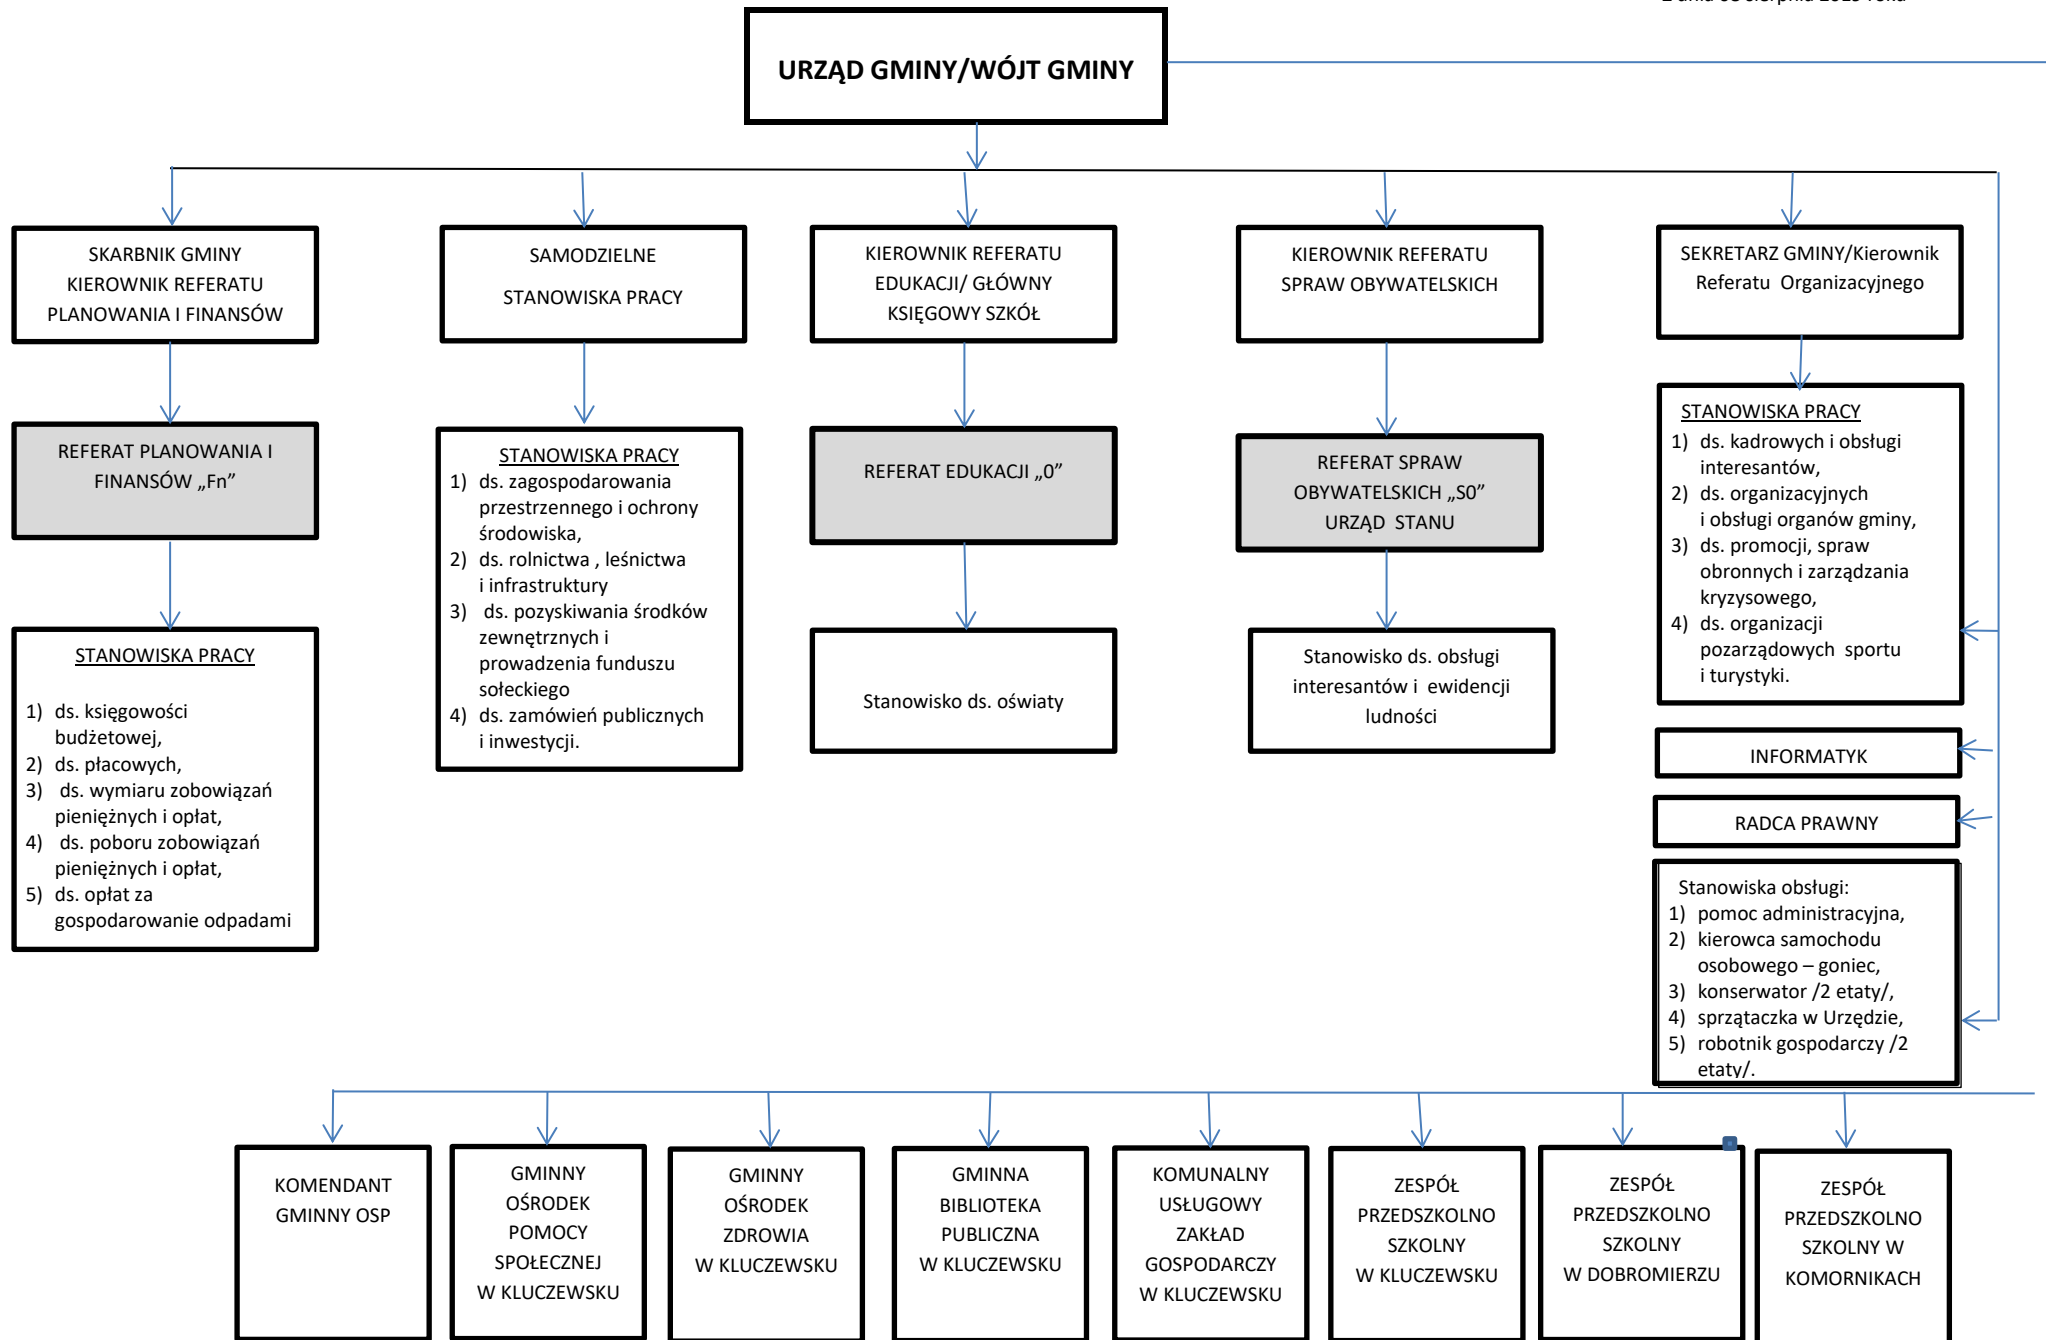 URZĄD GMINY/WÓJT GMINY
SKARBNIK GMINY
KIEROWNIK REFERATU
PLANOWANIA I FINANSÓW
SAMODZIELNE
STANOWISKA PRACY
KIEROWNIK REFERATU
EDUKACJI/ GŁÓWNY
KSIĘGOWY SZKÓŁ
KIEROWNIK REFERATU
SPRAW OBYWATELSKICH
SEKRETARZ GMINY/Kierownik
Referatu Organizacyjnego
REFERAT PLANOWANIA I
FINANSÓW „Fn”
STANOWISKA PRACY
1) ds. zagospodarowania
przestrzennego i ochrony
środowiska,
2) ds. rolnictwa , leśnictwa
i infrastruktury
3) ds. pozyskiwania środków
zewnętrznych i
prowadzenia funduszu
sołeckiego
4) ds. zamówień publicznych
i inwestycji.
REFERAT EDUKACJI „0”
REFERAT SPRAW
OBYWATELSKICH „S0”
URZĄD STANU
STANOWISKA PRACY
1) ds. kadrowych i obsługi
interesantów,
2) ds. organizacyjnych
i obsługi organów gminy,
3) ds. promocji, spraw
obronnych i zarządzania
kryzysowego,
4) ds. organizacji
pozarządowych sportu
i turystyki.
STANOWISKA PRACY
1) ds. księgowości
budżetowej,
2) ds. płacowych,
3) ds. wymiaru zobowiązań
pieniężnych i opłat,
4) ds. poboru zobowiązań
pieniężnych i opłat,
5) ds. opłat za
gospodarowanie odpadami
Stanowisko ds. oświaty
Stanowisko ds. obsługi
interesantów i ewidencji
ludności
INFORMATYK
RADCA PRAWNY
Stanowiska obsługi:
1) pomoc administracyjna,
2) kierowca samochodu
osobowego – goniec,
3) konserwator /2 etaty/,
4) sprzątaczka w Urzędzie,
5) robotnik gospodarczy /2
etaty/.
KOMENDANT
GMINNY OSP
GMINNY
OŚRODEK
POMOCY
SPOŁECZNEJ
W KLUCZEWSKU
GMINNY
OŚRODEK
ZDROWIA
W KLUCZEWSKU
GMINNA
BIBLIOTEKA
PUBLICZNA
W KLUCZEWSKU
KOMUNALNY
USŁUGOWY
ZAKŁAD
GOSPODARCZY
W KLUCZEWSKU
ZESPÓŁ
PRZEDSZKOLNO
SZKOLNY
W KLUCZEWSKU
ZESPÓŁ
PRZEDSZKOLNO
SZKOLNY
W DOBROMIERZU
ZESPÓŁ
PRZEDSZKOLNO
SZKOLNY W
KOMORNIKACH